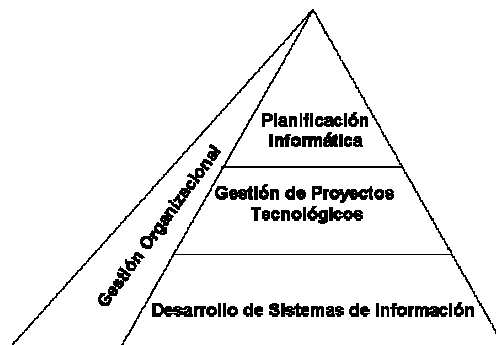 Planificación
Informática
Gestión de Proyectos
Tecnológicos
Desarrollo de Sistemas de Información
Gestión Organizacional